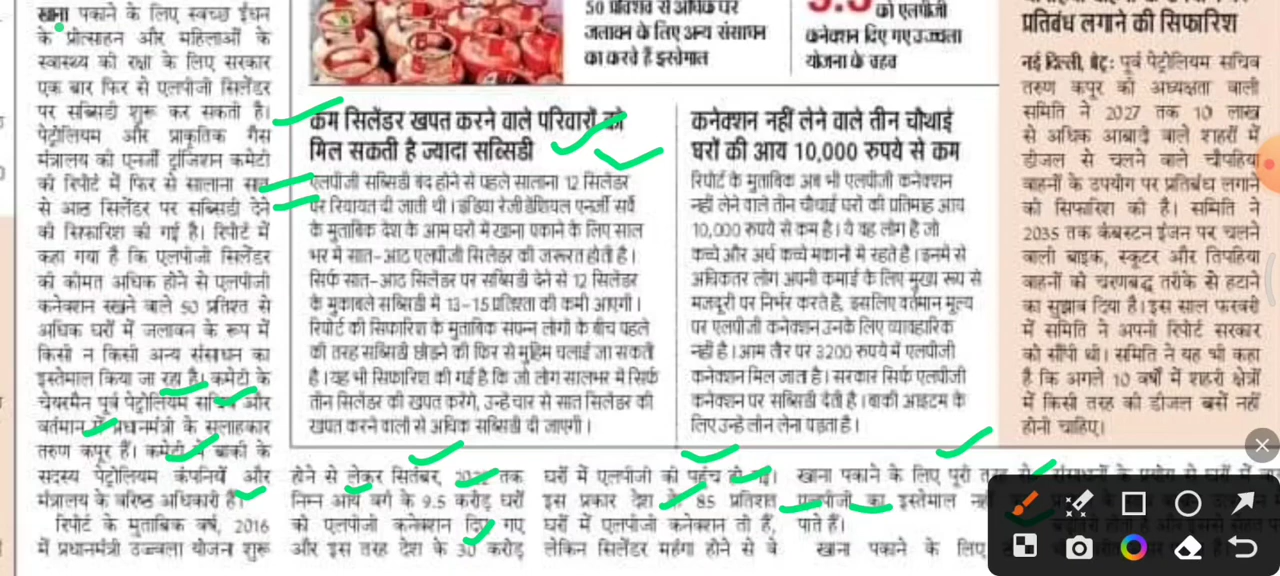 खाना पकाने के लिए स्वच्छ ईंधन
के प्रोत्साहन और महिलाओं के
स्वास्थ्य की रक्षा के लिए सरकार
एक बार फिर से एलपीजी सिलेंडर
पर सब्सिडी शुरू कर सकती है।
पेट्रोलियम और प्राकृतिक गैस
मंत्रालय की एनर्जी ट्रांजिशन कमेटी
की रिपोर्ट में फिर से सालाना सात
से आठ सिलेंडर पर सब्सिडी देने
की सिफारिश की गई है। रिपोर्ट में
कहा गया है कि एलपीजी सिलेंडर
की कीमत अधिक होने से एलपीजी
कनेक्शन रखने वाले 50 प्रतिशत से
अधिक घरों में जलावन के रूप में
किसी न किसी अन्य संसाधन का
इस्तेमाल किया जा रहा है। कमेटी के
चेयरमैन पूर्व पेट्रोलियम सचिव और
वर्तमान में प्रधानमंत्री के सलाहकार
तरुण कपूर हैं। कमेटी में बाकी के
सदस्य पेट्रोलियम कंपनियों और
मंत्रालय के वरिष्ठ अधिकारी हैं।
रिपोर्ट के मुताबिक वर्ष, 2016
में प्रधानमंत्री उज्ज्वला योजना शुरू
50 प्रतिशत से अधिक घर
जलावन के लिए अन्य संसाधन
का करते हैं इस्तेमाल
को एलपीजी
कनेक्शन दिए गए उज्ज्वला
योजना के तहत
कम सिलेंडर खपत करने वाले परिवारों को
मिल सकती है ज्यादा सब्सिडी
एलपीजी सब्सिडी बंद होने से पहले सालाना 12 सिलेंडर
पर रियायत दी जाती थी। इंडिया रेजीडेंशियल एनर्जी सर्वे
के मुताबिक देश के आम घरों में खाना पकाने के लिए साल
भर में सात-आठ एलपीजी सिलेंडर की जरूरत होती है।
सिर्फ सात-आठ सिलेंडर पर सब्सिडी देने से 12 सिलेंडर
के मुकाबले सब्सिडी में 13-15 प्रतिशत की कमी आएगी।
रिपोर्ट की सिफारिश के मुताबिक संपन्न लोगों के बीच पहले
की तरह सब्सिडी छोड़ने की फिर से मुहिम चलाई जा सकती
है। यह भी सिफारिश की गई है कि जो लोग सालभर में सिर्फ
तीन सिलेंडर की खपत करेंगे, उन्हें चार से सात सिलेंडर की
खपत करने वालों से अधिक सब्सिडी दी जाएगी।
कनेक्शन नहीं लेने वाले तीन चौथाई
घरों की आय 10,000 रुपये से कम
रिपोर्ट के मुताबिक अब भी एलपीजी कनेक्शन
नहीं लेने वाले तीन चौथाई घरों की प्रतिमाह आय
10,000 रुपये से कम है। ये वह लोग हैं जो
कच्चे और अर्ध कच्चे मकानों में रहते हैं। इनमें से
अधिकतर लोग अपनी कमाई के लिए मुख्य रूप से
मजदूरी पर निर्भर करते हैं, इसलिए वर्तमान मूल्य
पर एलपीजी कनेक्शन उनके लिए व्यावहारिक
नहीं है। आम तौर पर 3200 रुपये में एलपीजी
कनेक्शन मिल जाता है। सरकार सिर्फ एलपीजी
कनेक्शन पर सब्सिडी देती है। बाकी आइटम के
लिए उन्हें लोन लेना पड़ता है।
प्रतिबंध लगाने की सिफारिश
नई दिल्ली, प्रेट्र: पूर्व पेट्रोलियम सचिव
तरुण कपूर की अध्यक्षता वाली
समिति ने 2027 तक 10 लाख
से अधिक आबादी वाले शहरों में
डीजल से चलने वाले चौपहिया
वाहनों के उपयोग पर प्रतिबंध लगाने
की सिफारिश की है। समिति ने
2035 तक कंबस्टन इंजन पर चलने
वाली बाइक, स्कूटर और तिपहिया
वाहनों को चरणबद्ध तरीके से हटाने
का सुझाव दिया है। इस साल फरवरी
में समिति ने अपनी रिपोर्ट सरकार
को सौंपी थी। समिति ने यह भी कहा
है कि अगले 10 वर्षों में शहरी क्षेत्रों
में किसी तरह की डीजल बसें नहीं
होनी चाहिए।
होने से लेकर सितंबर, 2022 तक
निम्न आय वर्ग के 9.5 करोड़ घरों
को एलपीजी कनेक्शन दिए गए
और इस तरह देश के 30 करोड़
घरों में एलपीजी की पहुंच हो गई।
इस प्रकार देश के 85 प्रतिशत
घरों में एलपीजी कनेक्शन तो हैं,
लेकिन सिलेंडर महंगा होने से वे
खाना पकाने के लिए पूरी तरह से
एलपीजी का इस्तेमाल नहीं
पाते हैं।
खाना पकाने के लिए